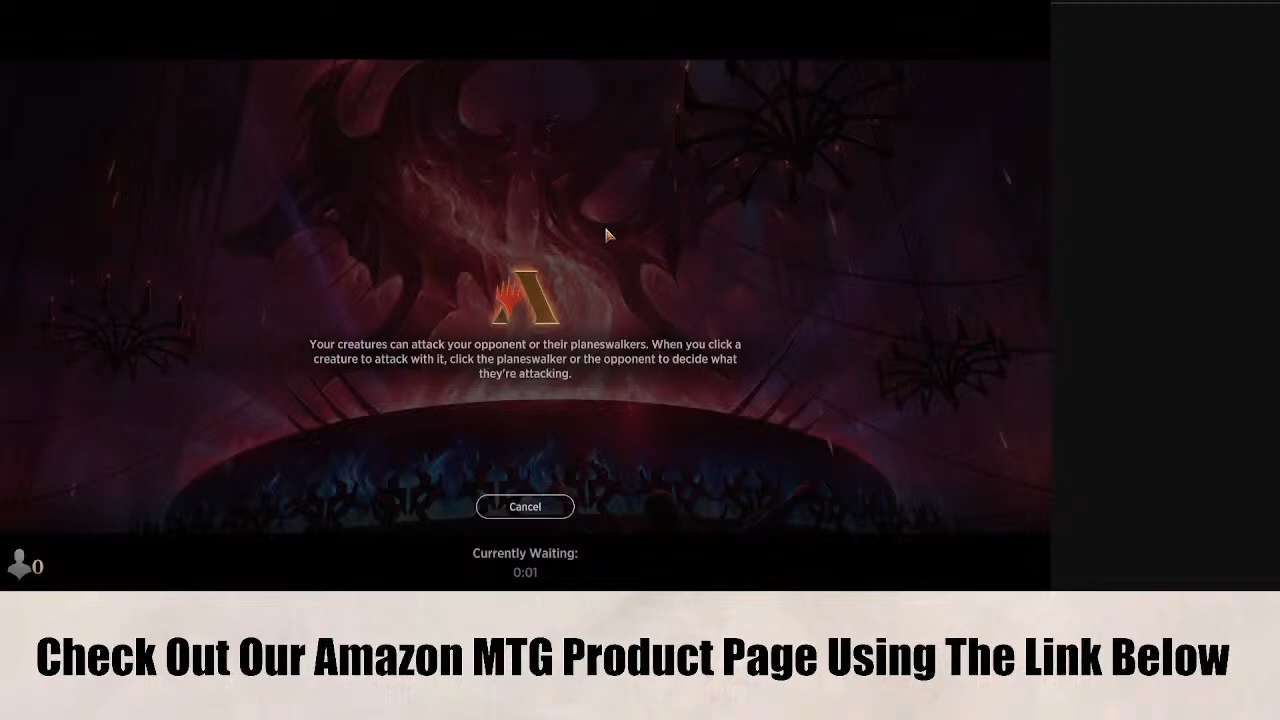 Your creatures can attack your opponent or their planeswalkers. When you click a
creature to attack with it, click the planeswalker or the opponent to decide what
they're attacking.
Cancel
Currently Waiting:
0:01
0
Check Out Our Amazon MTG Product Page Using The Link Below